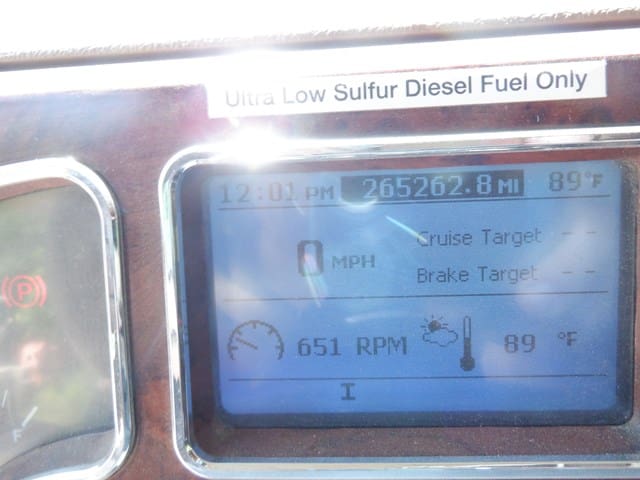 Ultra Low Sulfur Diesel Fuel Only
12:01 PM 265262.8 MI 89°F
0 MPH Cruise Target - -
Brake Target - -
651 RPM 89 °F
I
P
F